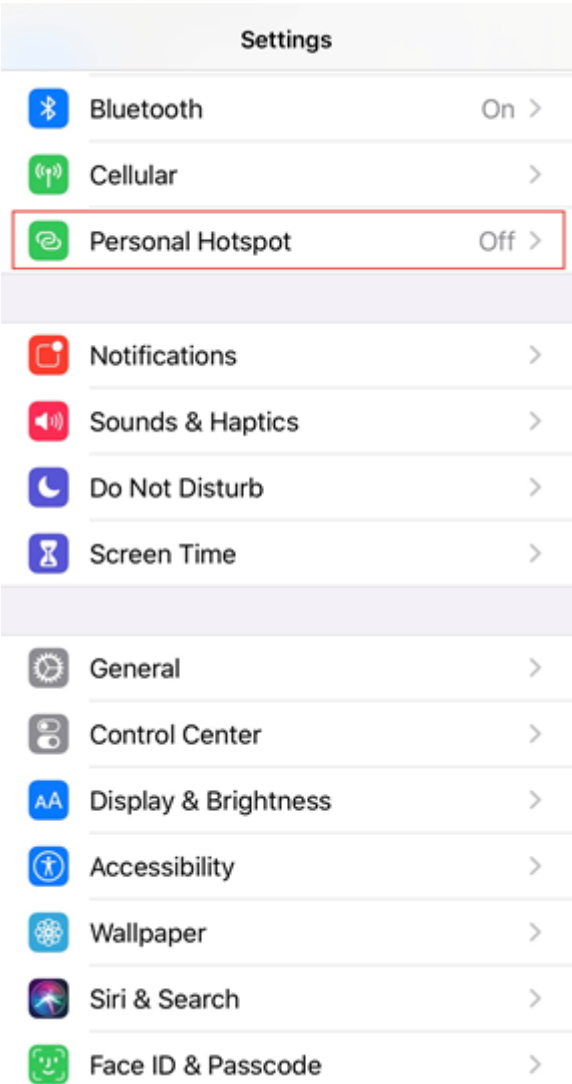 Settings
Bluetooth On
Cellular
Personal Hotspot Off
Notifications
Sounds & Haptics
Do Not Disturb
Screen Time
General
Control Center
AA Display & Brightness
Accessibility
Wallpaper
Siri & Search
Face ID & Passcode